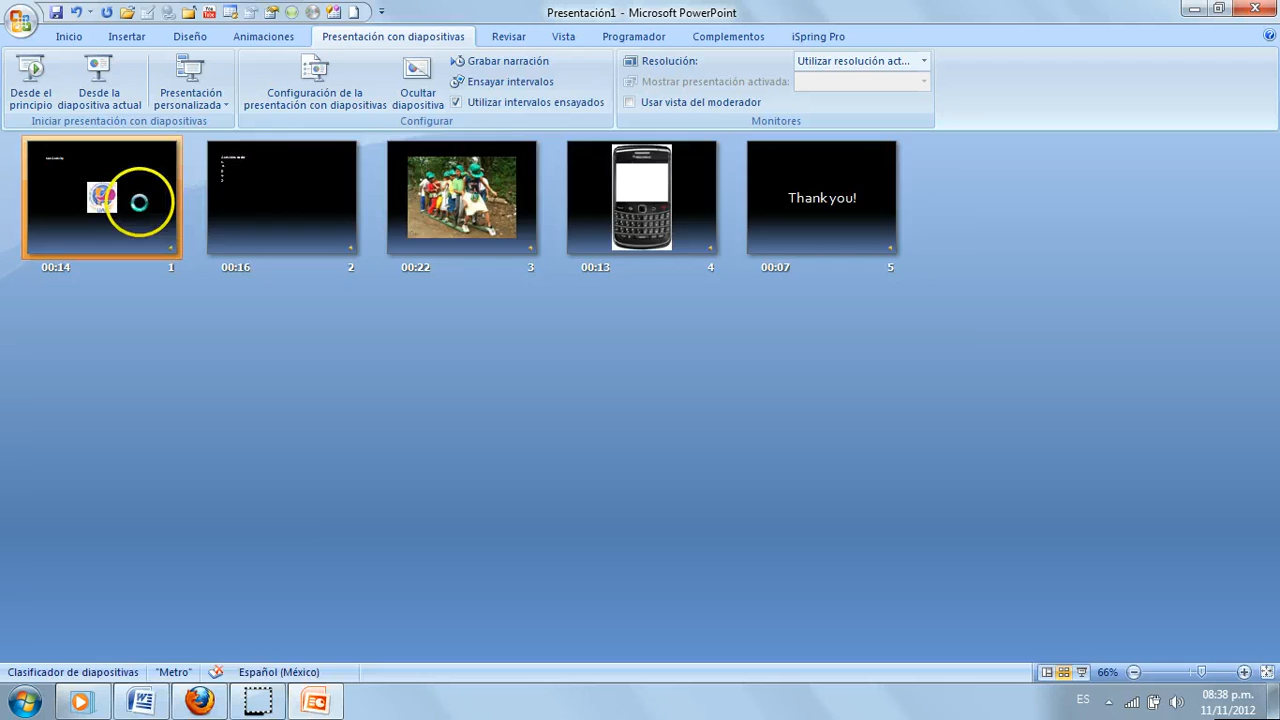 Presentación1 - Microsoft PowerPoint
Inicio Insertar Diseño Animaciones Presentación con diapositivas Revisar Vista Programador Complementos iSpring Pro
Desde el principio
Desde la diapositiva actual
Presentación personalizada
Iniciar presentación con diapositivas
Configuración de la presentación con diapositivas
Ocultar diapositiva
Grabar narración
Ensayar intervalos
Utilizar intervalos ensayados
Configurar
Resolución: Utilizar resolución act...
Mostrar presentación activada:
Usar vista del moderador
Monitores
Thank you!
00:14 1 00:16 2 00:22 3 00:13 4 00:07 5
Clasificador de diapositivas "Metro" Español (México) 66%
ES 08:38 p.m.
11/11/2012